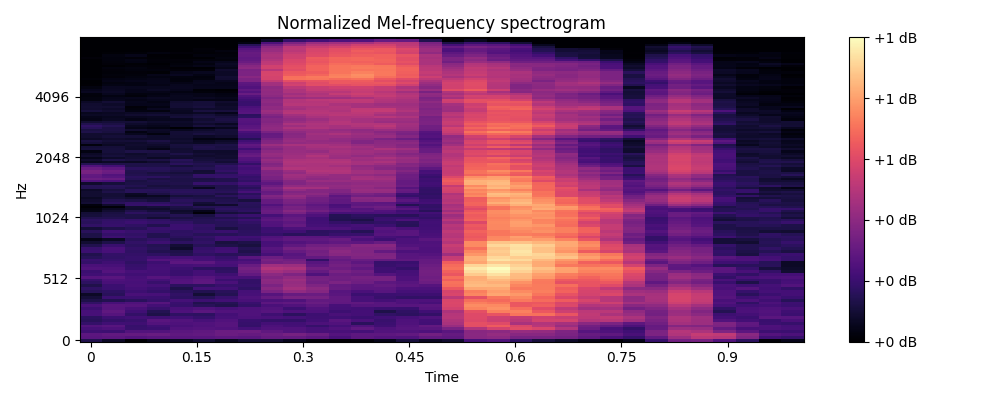 Normalized Mel-frequency spectrogram
Hz
4096
2048
1024
512
0
0 0.15 0.3 0.45 0.6 0.75 0.9
Time
+1 dB
+1 dB
+1 dB
+0 dB
+0 dB
+0 dB